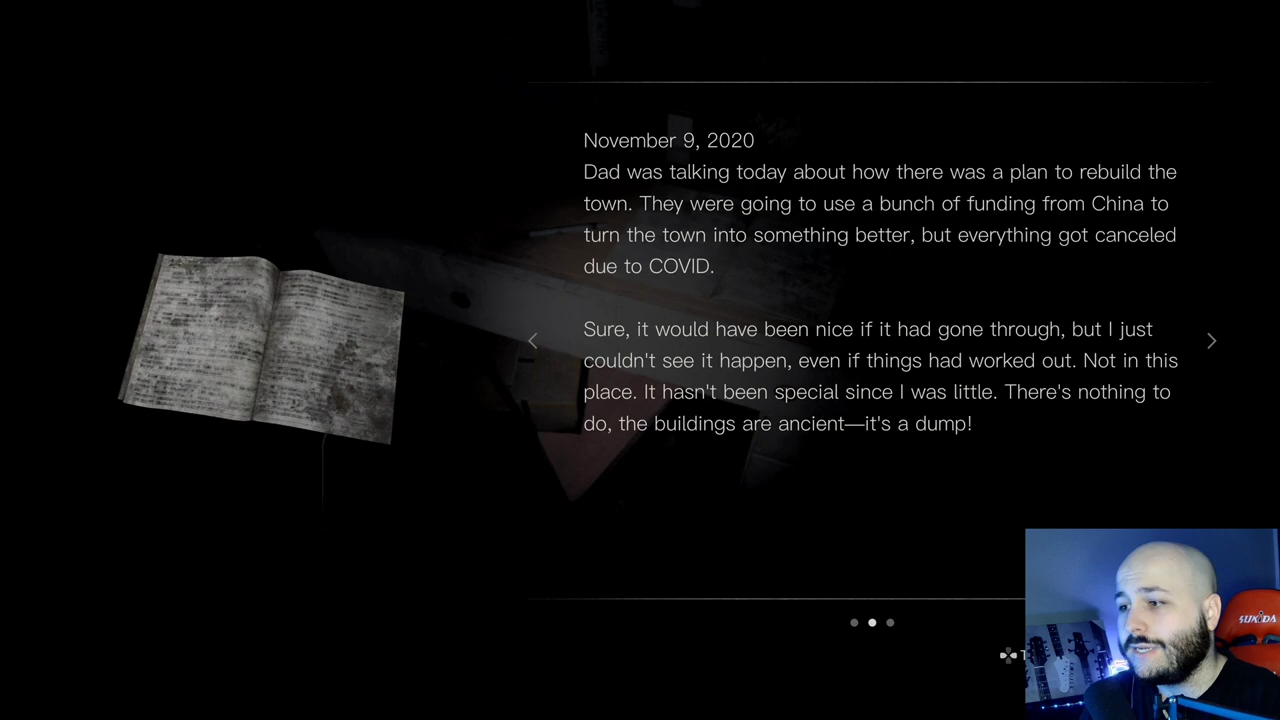 November 9, 2020
Dad was talking today about how there was a plan to rebuild the
town. They were going to use a bunch of funding from China to
turn the town into something better, but everything got canceled
due to COVID.
Sure, it would have been nice if it had gone through, but I just
couldn't see it happen, even if things had worked out. Not in this
place. It hasn't been special since I was little. There's nothing to
do, the buildings are ancient—it's a dump!